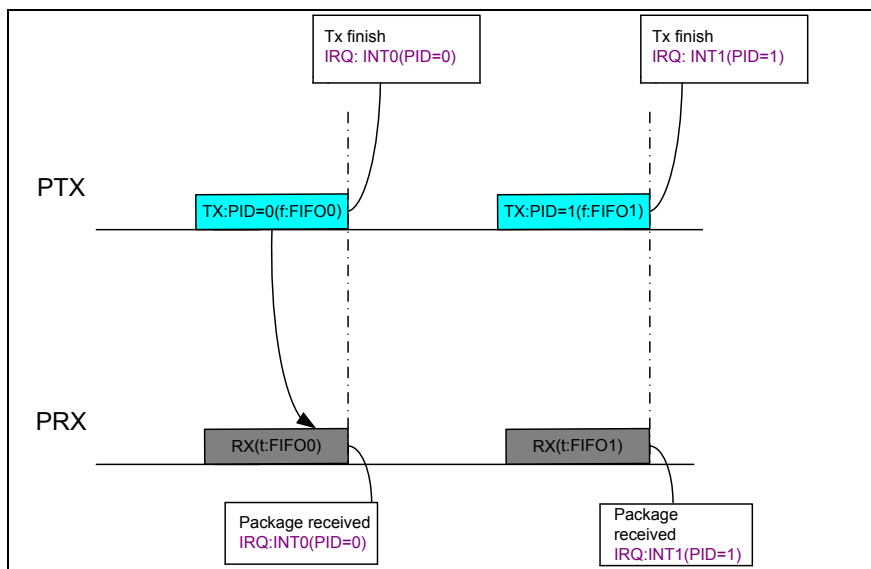 Tx finish
IRQ: INT0(PID=0)
Tx finish
IRQ: INT1(PID=1)
PTX
TX:PID=0(f:FIFO0)
TX:PID=1(f:FIFO1)
PRX
RX(t:FIFO0)
RX(t:FIFO1)
Package received
IRQ:INT0(PID=0)
Package
received
IRQ:INT1(PID=1)